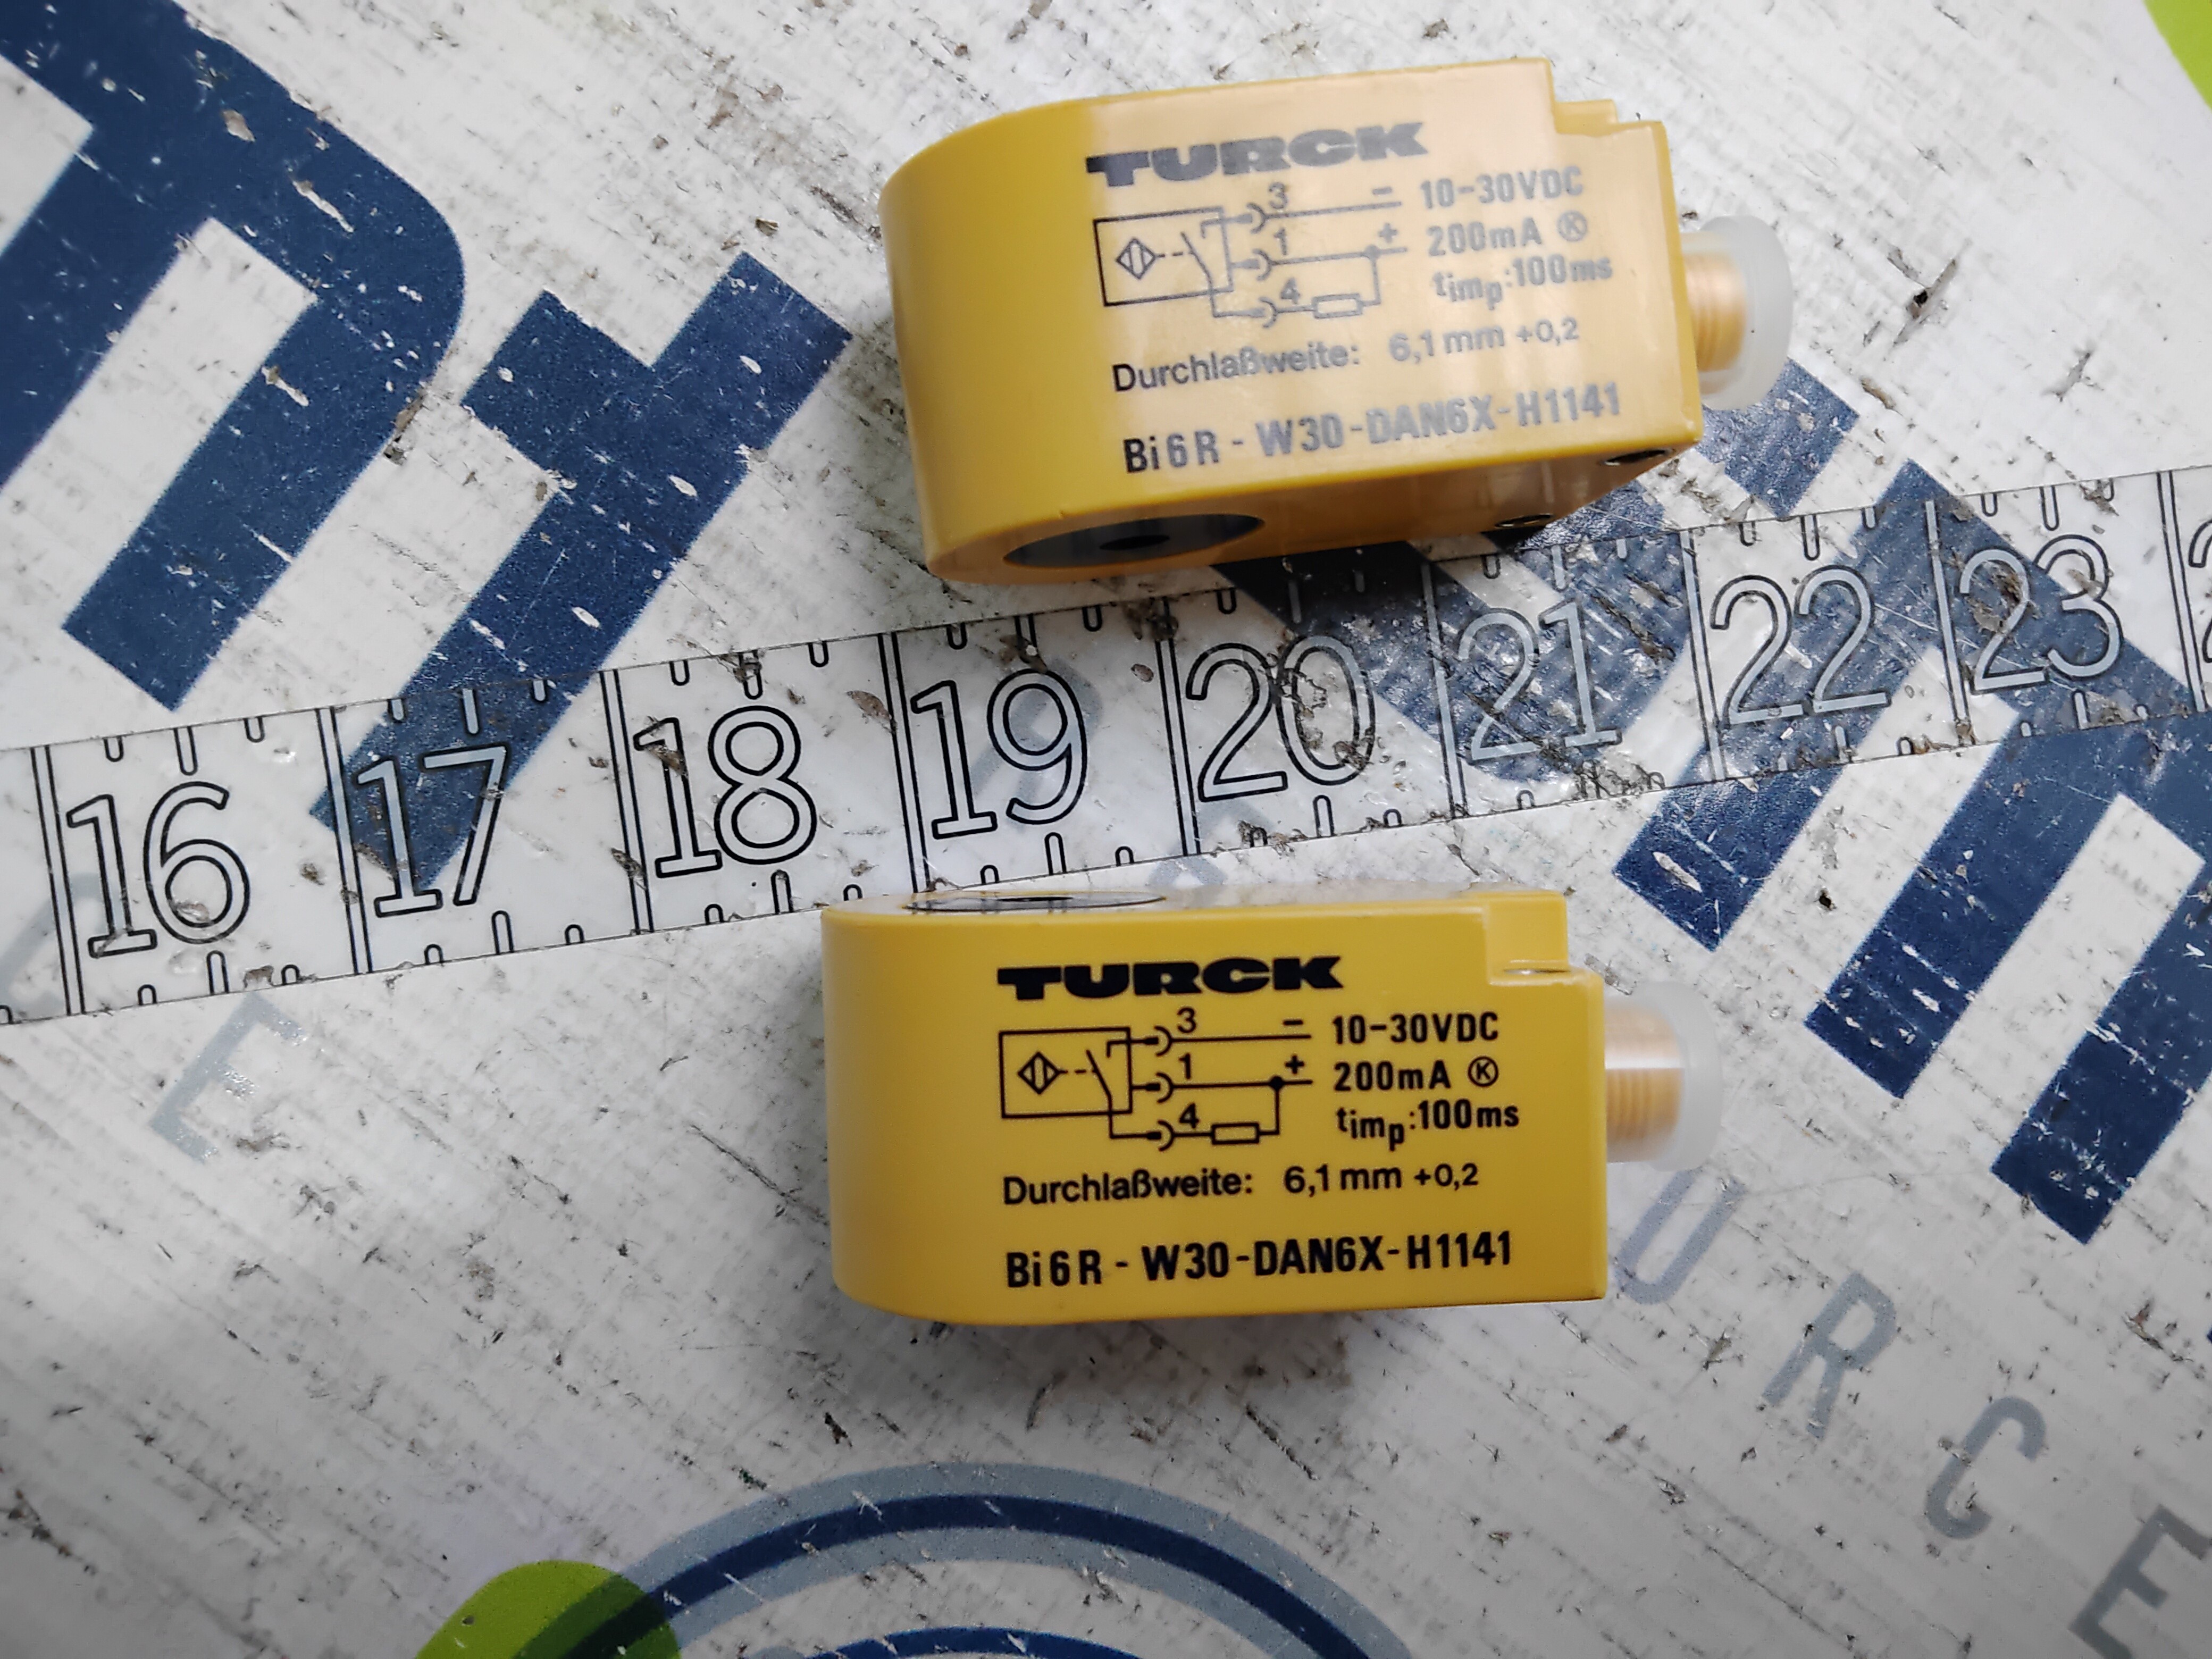 TURCK
3 - 10-30VDC
1 + 200mA Ⓚ
4 timp:100ms
Durchlaßweite: 6,1 mm +0,2
Bi6R - W30-DAN6X-H1141
16 17 18 19 20 21 22 23
TURCK
3 - 10-30VDC
1 + 200mA Ⓚ
4 timp:100ms
Durchlaßweite: 6,1 mm +0,2
Bi6R - W30-DAN6X-H1141
E
U R C E